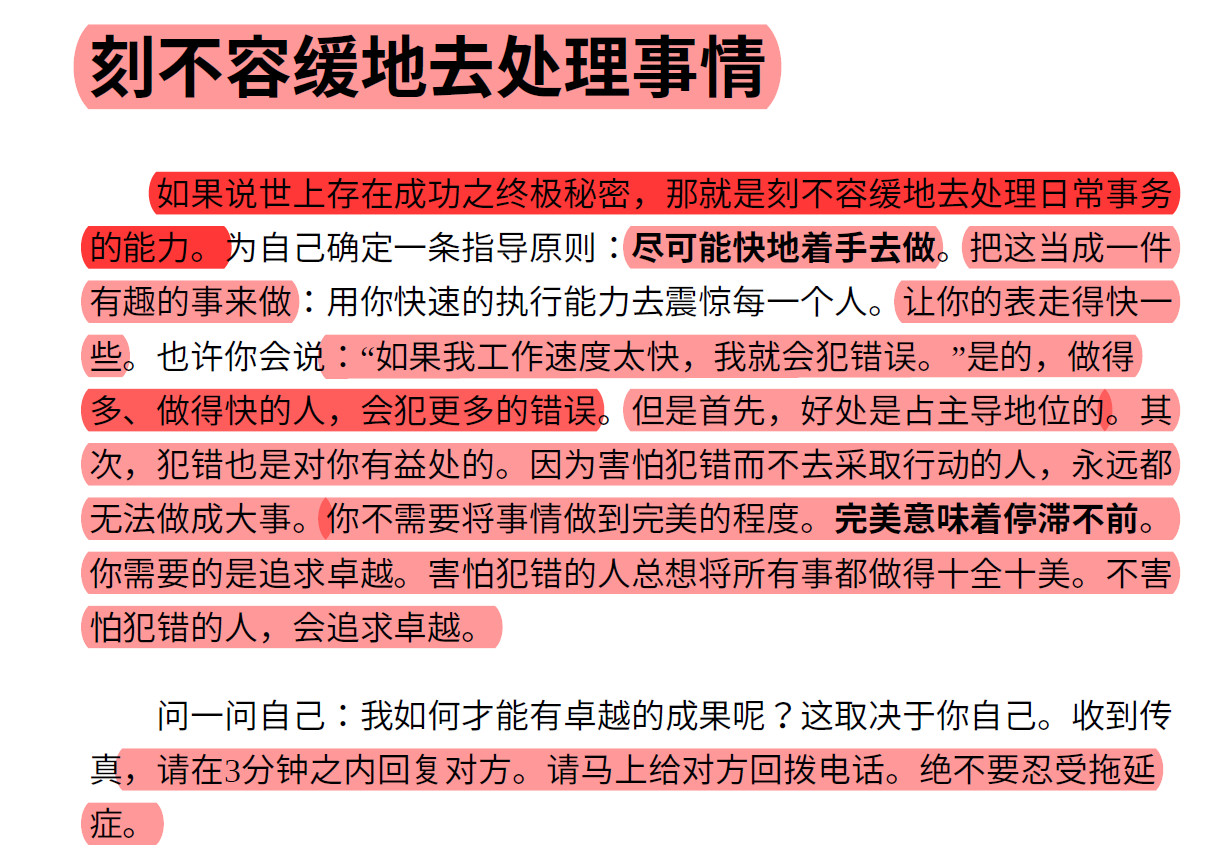 刻不容缓地去处理事情
如果说世上存在成功之终极秘密，那就是刻不容缓地去处理日常事务
的能力。为自己确定一条指导原则：尽可能快地着手去做。把这当成一件
有趣的事来做：用你快速的执行能力去震惊每一个人。让你的表走得快一
些。也许你会说：“如果我工作速度太快，我就会犯错误。”是的，做得
多、做得快的人，会犯更多的错误。但是首先，好处是占主导地位的。其
次，犯错也是对你有益处的。因为害怕犯错而不去采取行动的人，永远都
无法做成大事。你不需要将事情做到完美的程度。完美意味着停滞不前。
你需要的是追求卓越。害怕犯错的人总想将所有事都做得十全十美。不害
怕犯错的人，会追求卓越。
问一问自己：我如何才能有卓越的成果呢？这取决于你自己。收到传
真，请在3分钟之内回复对方。请马上给对方回拨电话。绝不要忍受拖延
症。